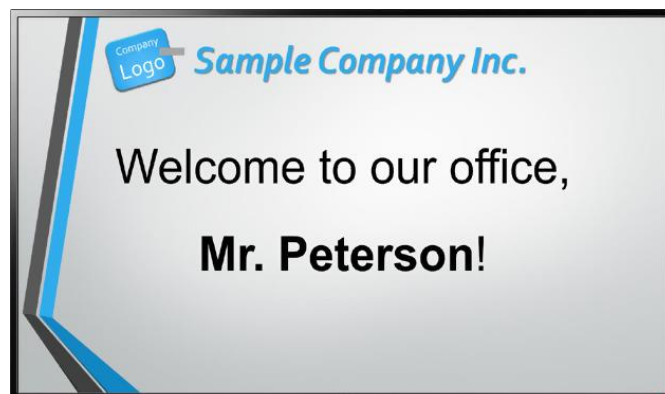 Company
Logo
Sample Company Inc.
Welcome to our office,
Mr. Peterson!